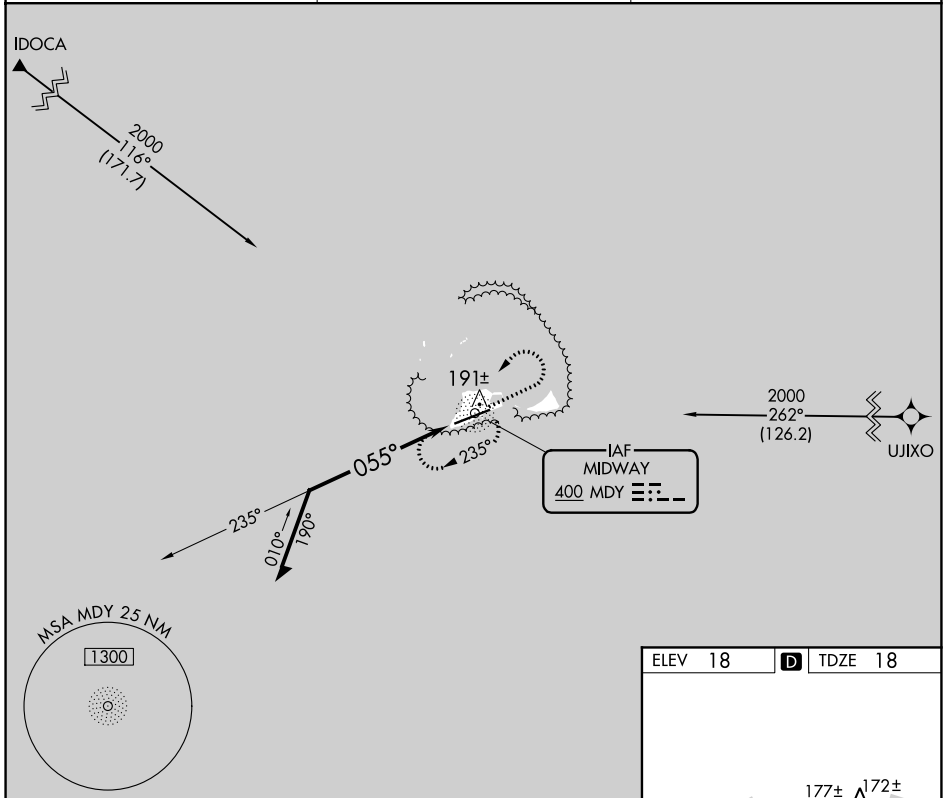 IDOCA
2000
116°
(171.7)
191±
2000
262°
(126.2)
UJIXO
055°
235°
IAF
MIDWAY
400 MDY
235°
010°
190°
MSA MDY 25 NM
1300
ELEV 18
D
TDZE 18
177±
172±